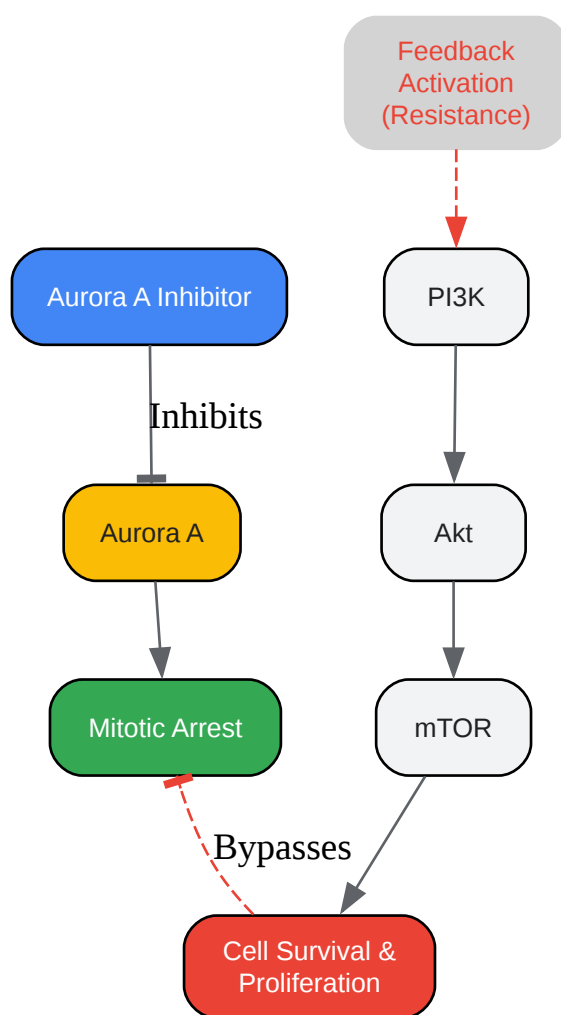 Feedback
Activation
(Resistance)
Aurora A Inhibitor
PI3K
Inhibits
Aurora A
Akt
Mitotic Arrest
mTOR
Bypasses
Cell Survival &
Proliferation